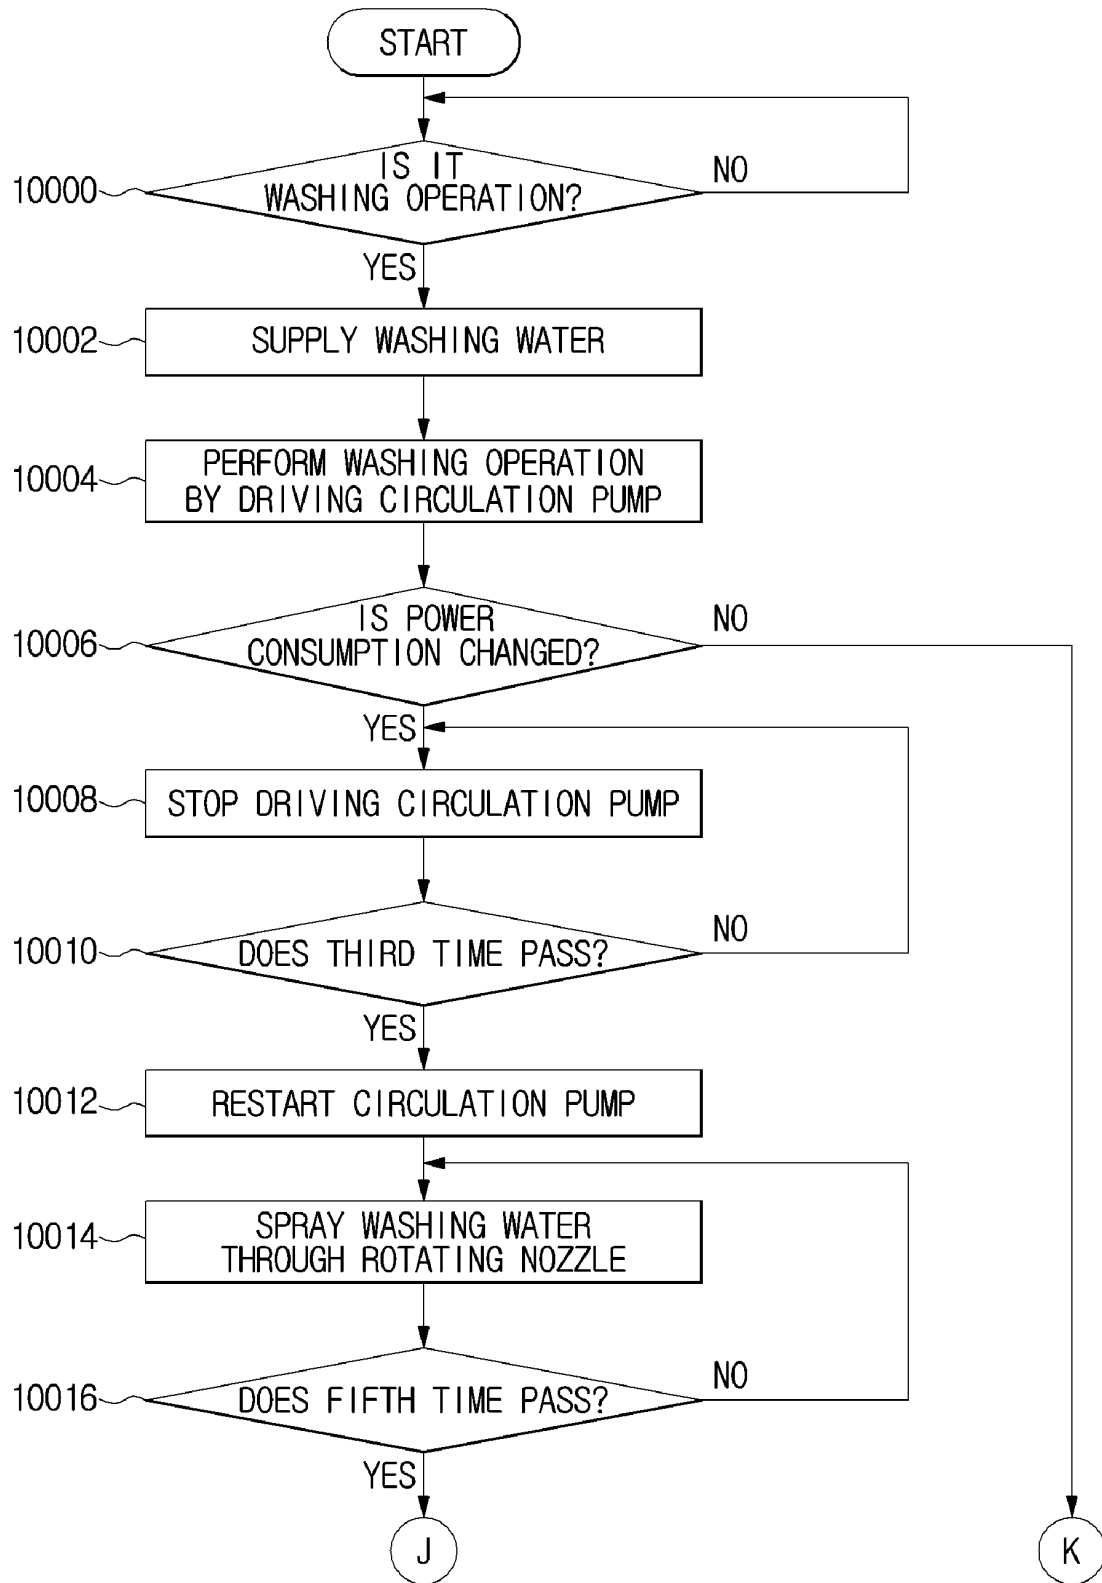 START
IS IT
WASHING OPERATION?
NO
10000
YES
10002
SUPPLY WASHING WATER
10004
PERFORM WASHING OPERATION
BY DRIVING CIRCULATION PUMP
IS POWER
CONSUMPTION CHANGED?
NO
10006
YES
10008
STOP DRIVING CIRCULATION PUMP
NO
10010
DOES THIRD TIME PASS?
YES
10012
RESTART CIRCULATION PUMP
10014
SPRAY WASHING WATER
THROUGH ROTATING NOZZLE
NO
10016
DOES FIFTH TIME PASS?
YES
J
K